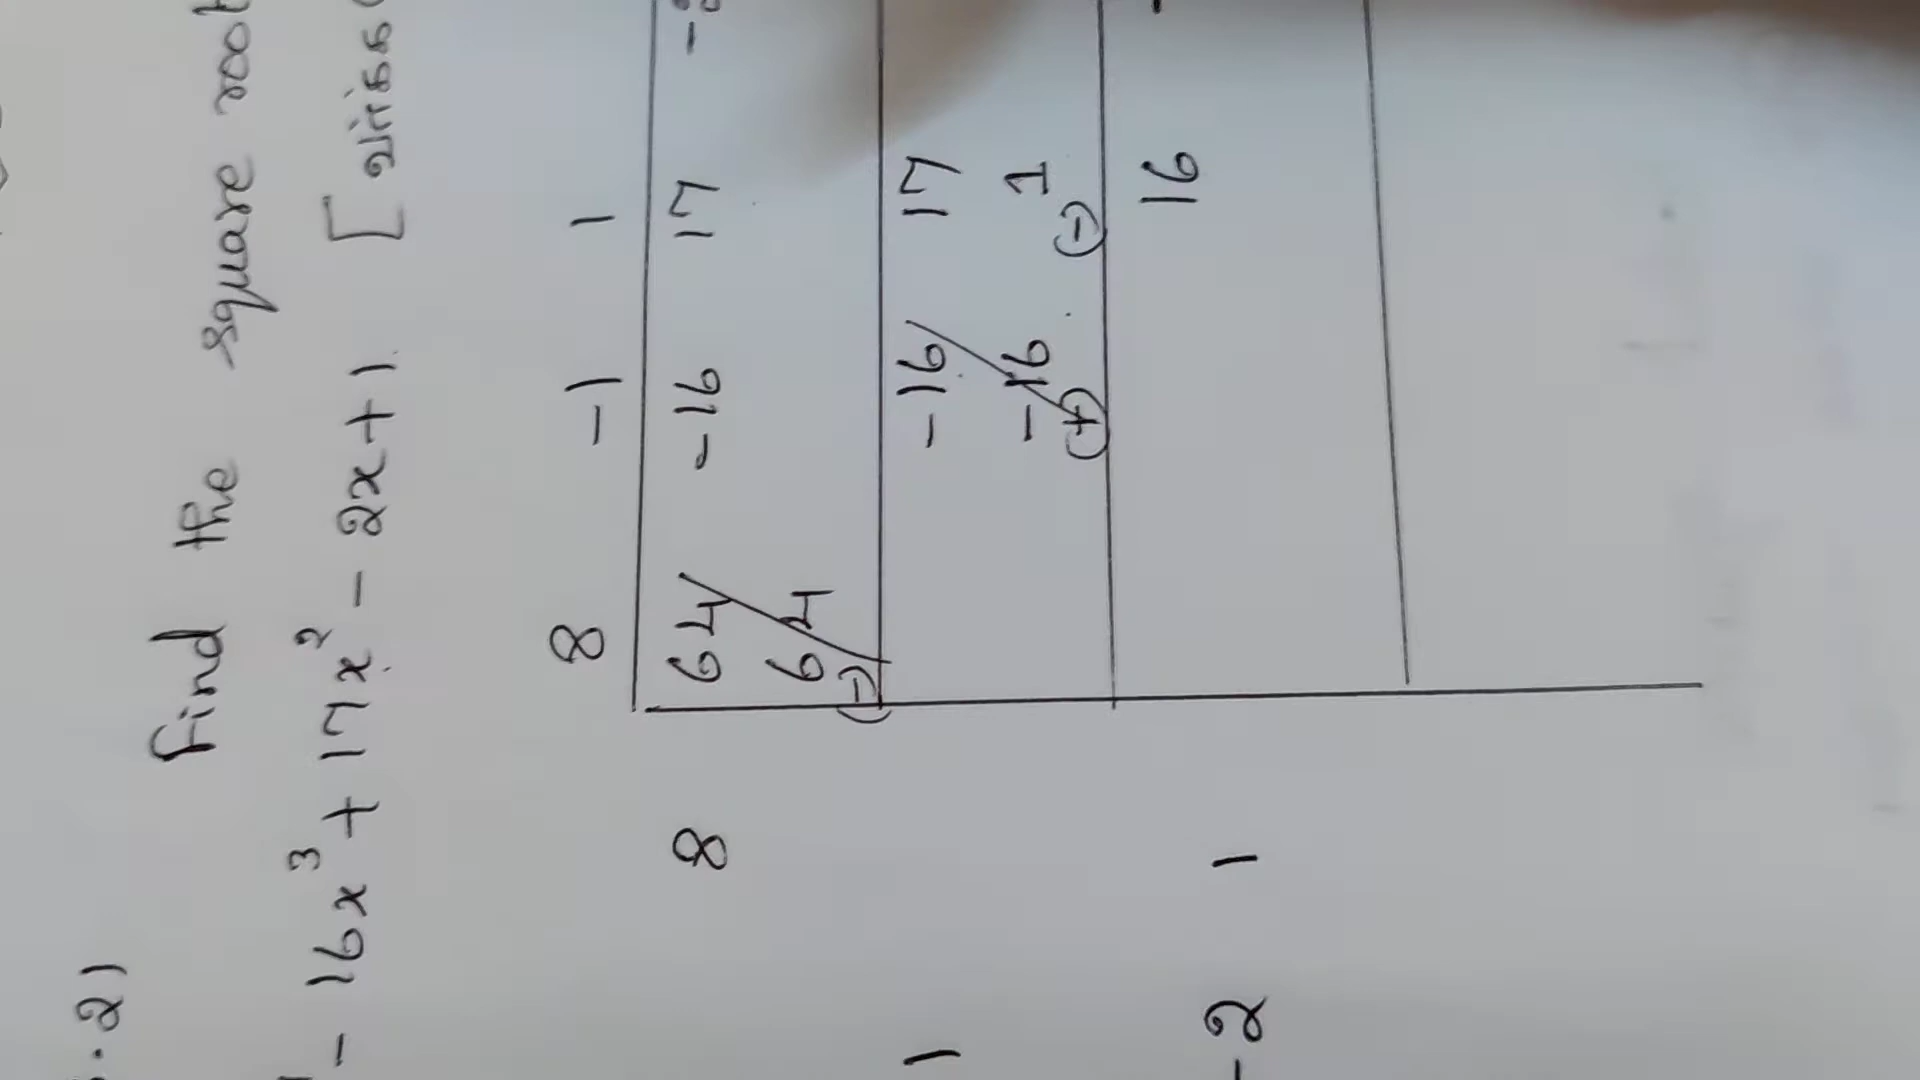 .21 Find the square root
- 16x³ + 17x² - 2x + 1 [
8 -1 1
8 64 -16 17 -
64
(-)
1 -16 17
-16 1
(+) (-)
-2 1 16